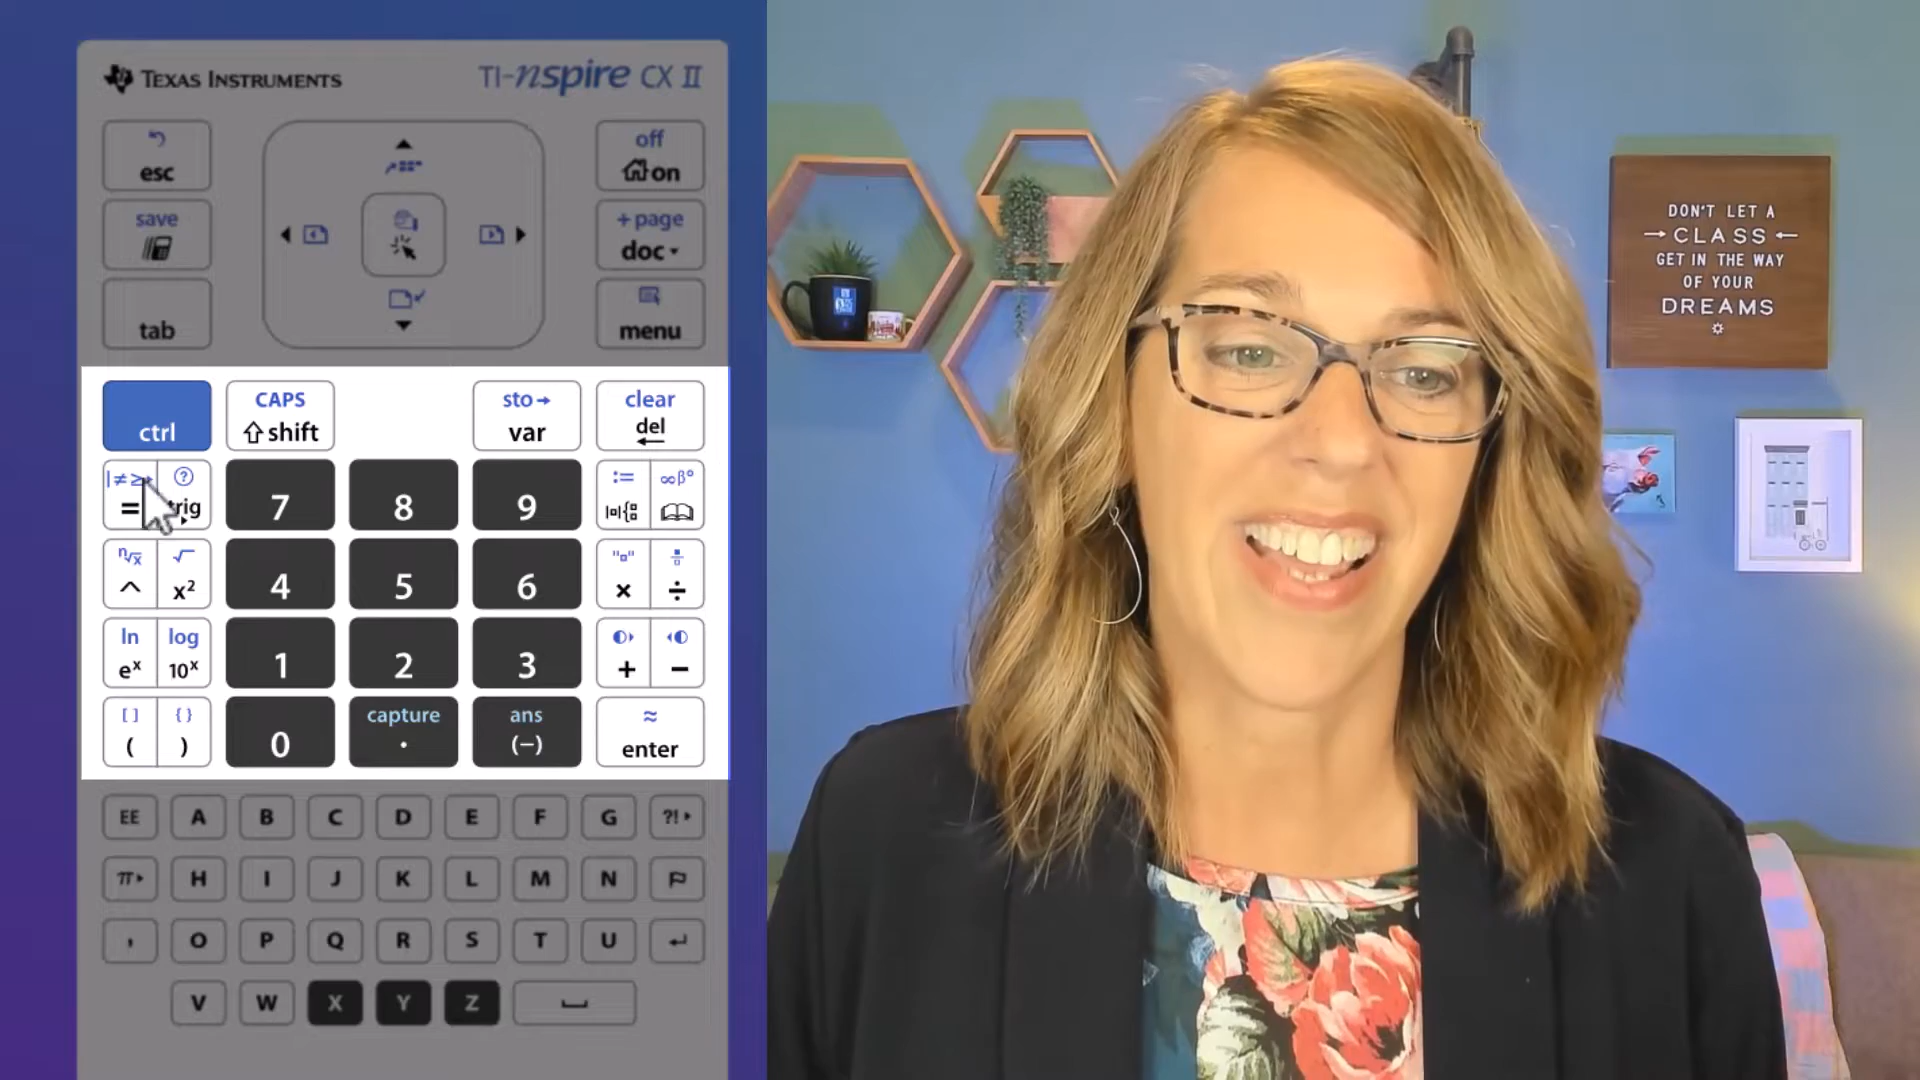 TEXAS INSTRUMENTS
TI-nspire CX II
esc
off
on
save
+ page
doc
tab
menu
ctrl
CAPS
shift
sto
var
clear
del
|≠≥
=
?
trig
7
8
9
:=
∞β°
ⁿ√x
^
√
x²
4
5
6
"▫"
×
÷
ln
eˣ
log
10ˣ
1
2
3
+
−
[ ]
(
{ }
)
0
capture
.
ans
(−)
≈
enter
EE
A
B
C
D
E
F
G
?!
π
H
I
J
K
L
M
N
,
O
P
Q
R
S
T
U
V
W
X
Y
Z
DON'T LET A
CLASS
GET IN THE WAY
OF YOUR
DREAMS